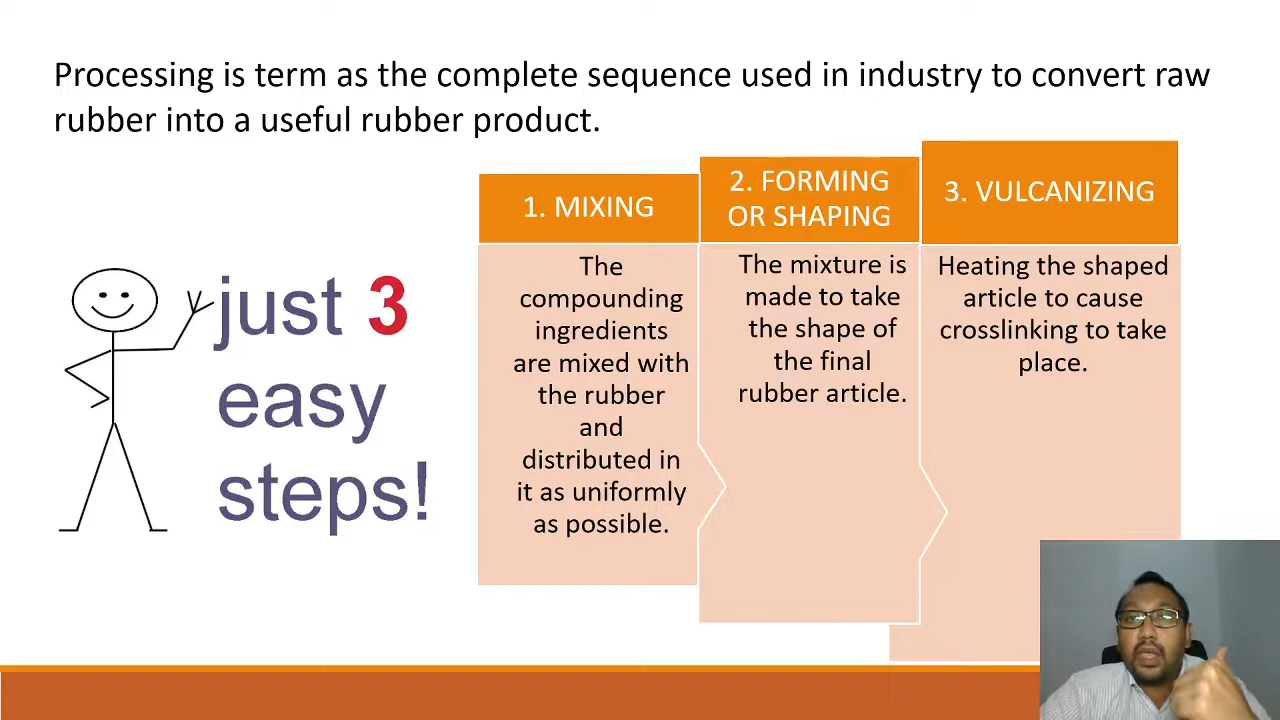 Processing is term as the complete sequence used in industry to convert raw
rubber into a useful rubber product.
just 3
easy
steps!
1. MIXING
The
compounding
ingredients
are mixed with
the rubber
and
distributed in
it as uniformly
as possible.
2. FORMING
OR SHAPING
The mixture is
made to take
the shape of
the final
rubber article.
3. VULCANIZING
Heating the shaped
article to cause
crosslinking to take
place.